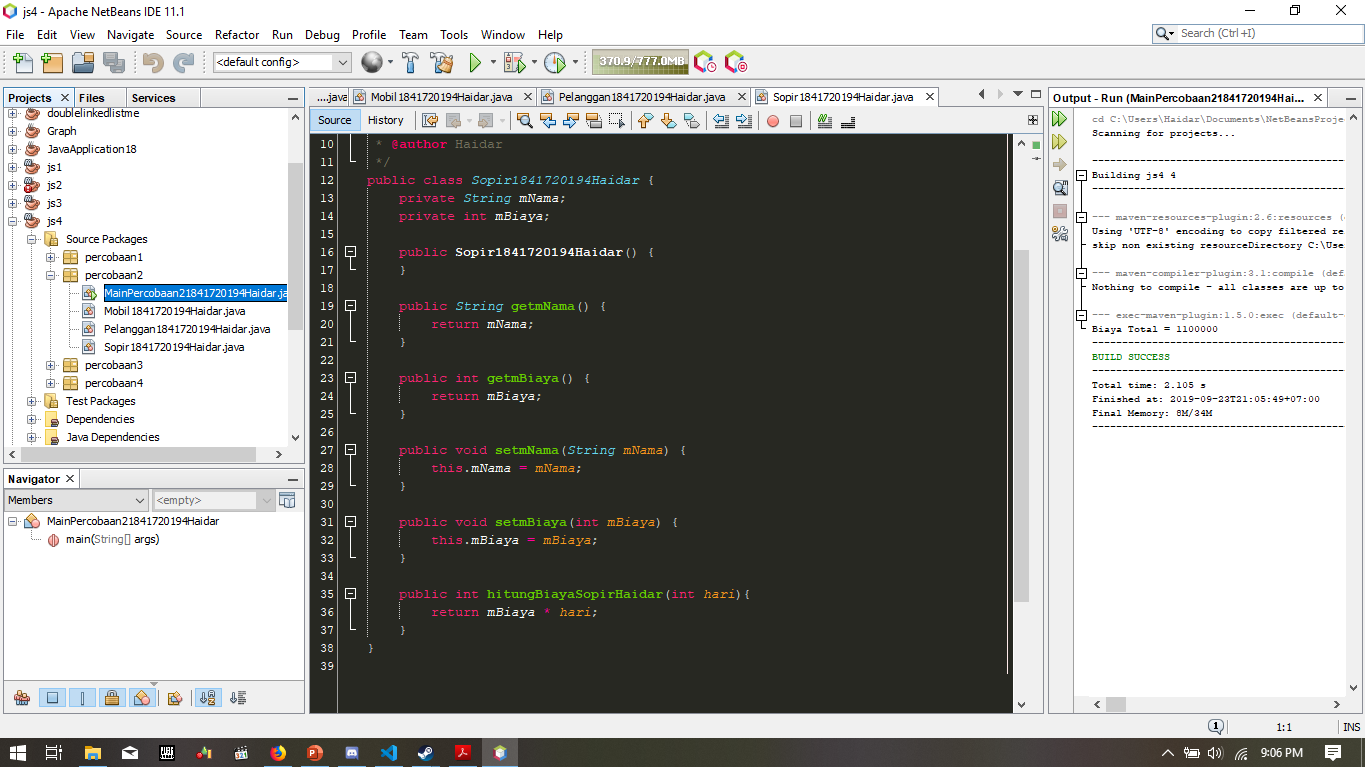 js4 - Apache NetBeans IDE 11.1
File Edit View Navigate Source Refactor Run Debug Profile Team Tools Window Help
Search (Ctrl+I)
<default config>
370.9/777.0MB
Projects Files Services
doublelinkedlistme
Graph
JavaApplication18
js1
js2
js3
js4
Source Packages
percobaan1
percobaan2
MainPercobaan21841720194Haidar.ja
Mobil1841720194Haidar.java
Pelanggan1841720194Haidar.java
Sopir1841720194Haidar.java
percobaan3
percobaan4
Test Packages
Dependencies
Java Dependencies
Navigator
Members
<empty>
MainPercobaan21841720194Haidar
main(String[] args)
....java Mobil1841720194Haidar.java Pelanggan1841720194Haidar.java Sopir1841720194Haidar.java
Source History
10 * @author Haidar
11 */
12 public class Sopir1841720194Haidar {
13 private String mNama;
14 private int mBiaya;
15
16 public Sopir1841720194Haidar() {
17 }
18
19 public String getmNama() {
20 return mNama;
21 }
22
23 public int getmBiaya() {
24 return mBiaya;
25 }
26
27 public void setmNama(String mNama) {
28 this.mNama = mNama;
29 }
30
31 public void setmBiaya(int mBiaya) {
32 this.mBiaya = mBiaya;
33 }
34
35 public int hitungBiayaSopirHaidar(int hari){
36 return mBiaya * hari;
37 }
38 }
39
Output - Run (MainPercobaan21841720194Hai...
cd C:\Users\Haidar\Documents\NetBeansProje
Scanning for projects...
------------------------------------
Building js4 4
------------------------------------
--- maven-resources-plugin:2.6:resources (
Using 'UTF-8' encoding to copy filtered re
skip non existing resourceDirectory C:\Use
--- maven-compiler-plugin:3.1:compile (def
Nothing to compile - all classes are up to
--- exec-maven-plugin:1.5.0:exec (default-
Biaya Total = 1100000
------------------------------------
BUILD SUCCESS
------------------------------------
Total time: 2.105 s
Finished at: 2019-09-23T21:05:49+07:00
Final Memory: 8M/34M
------------------------------------
1 1:1 INS
9:06 PM